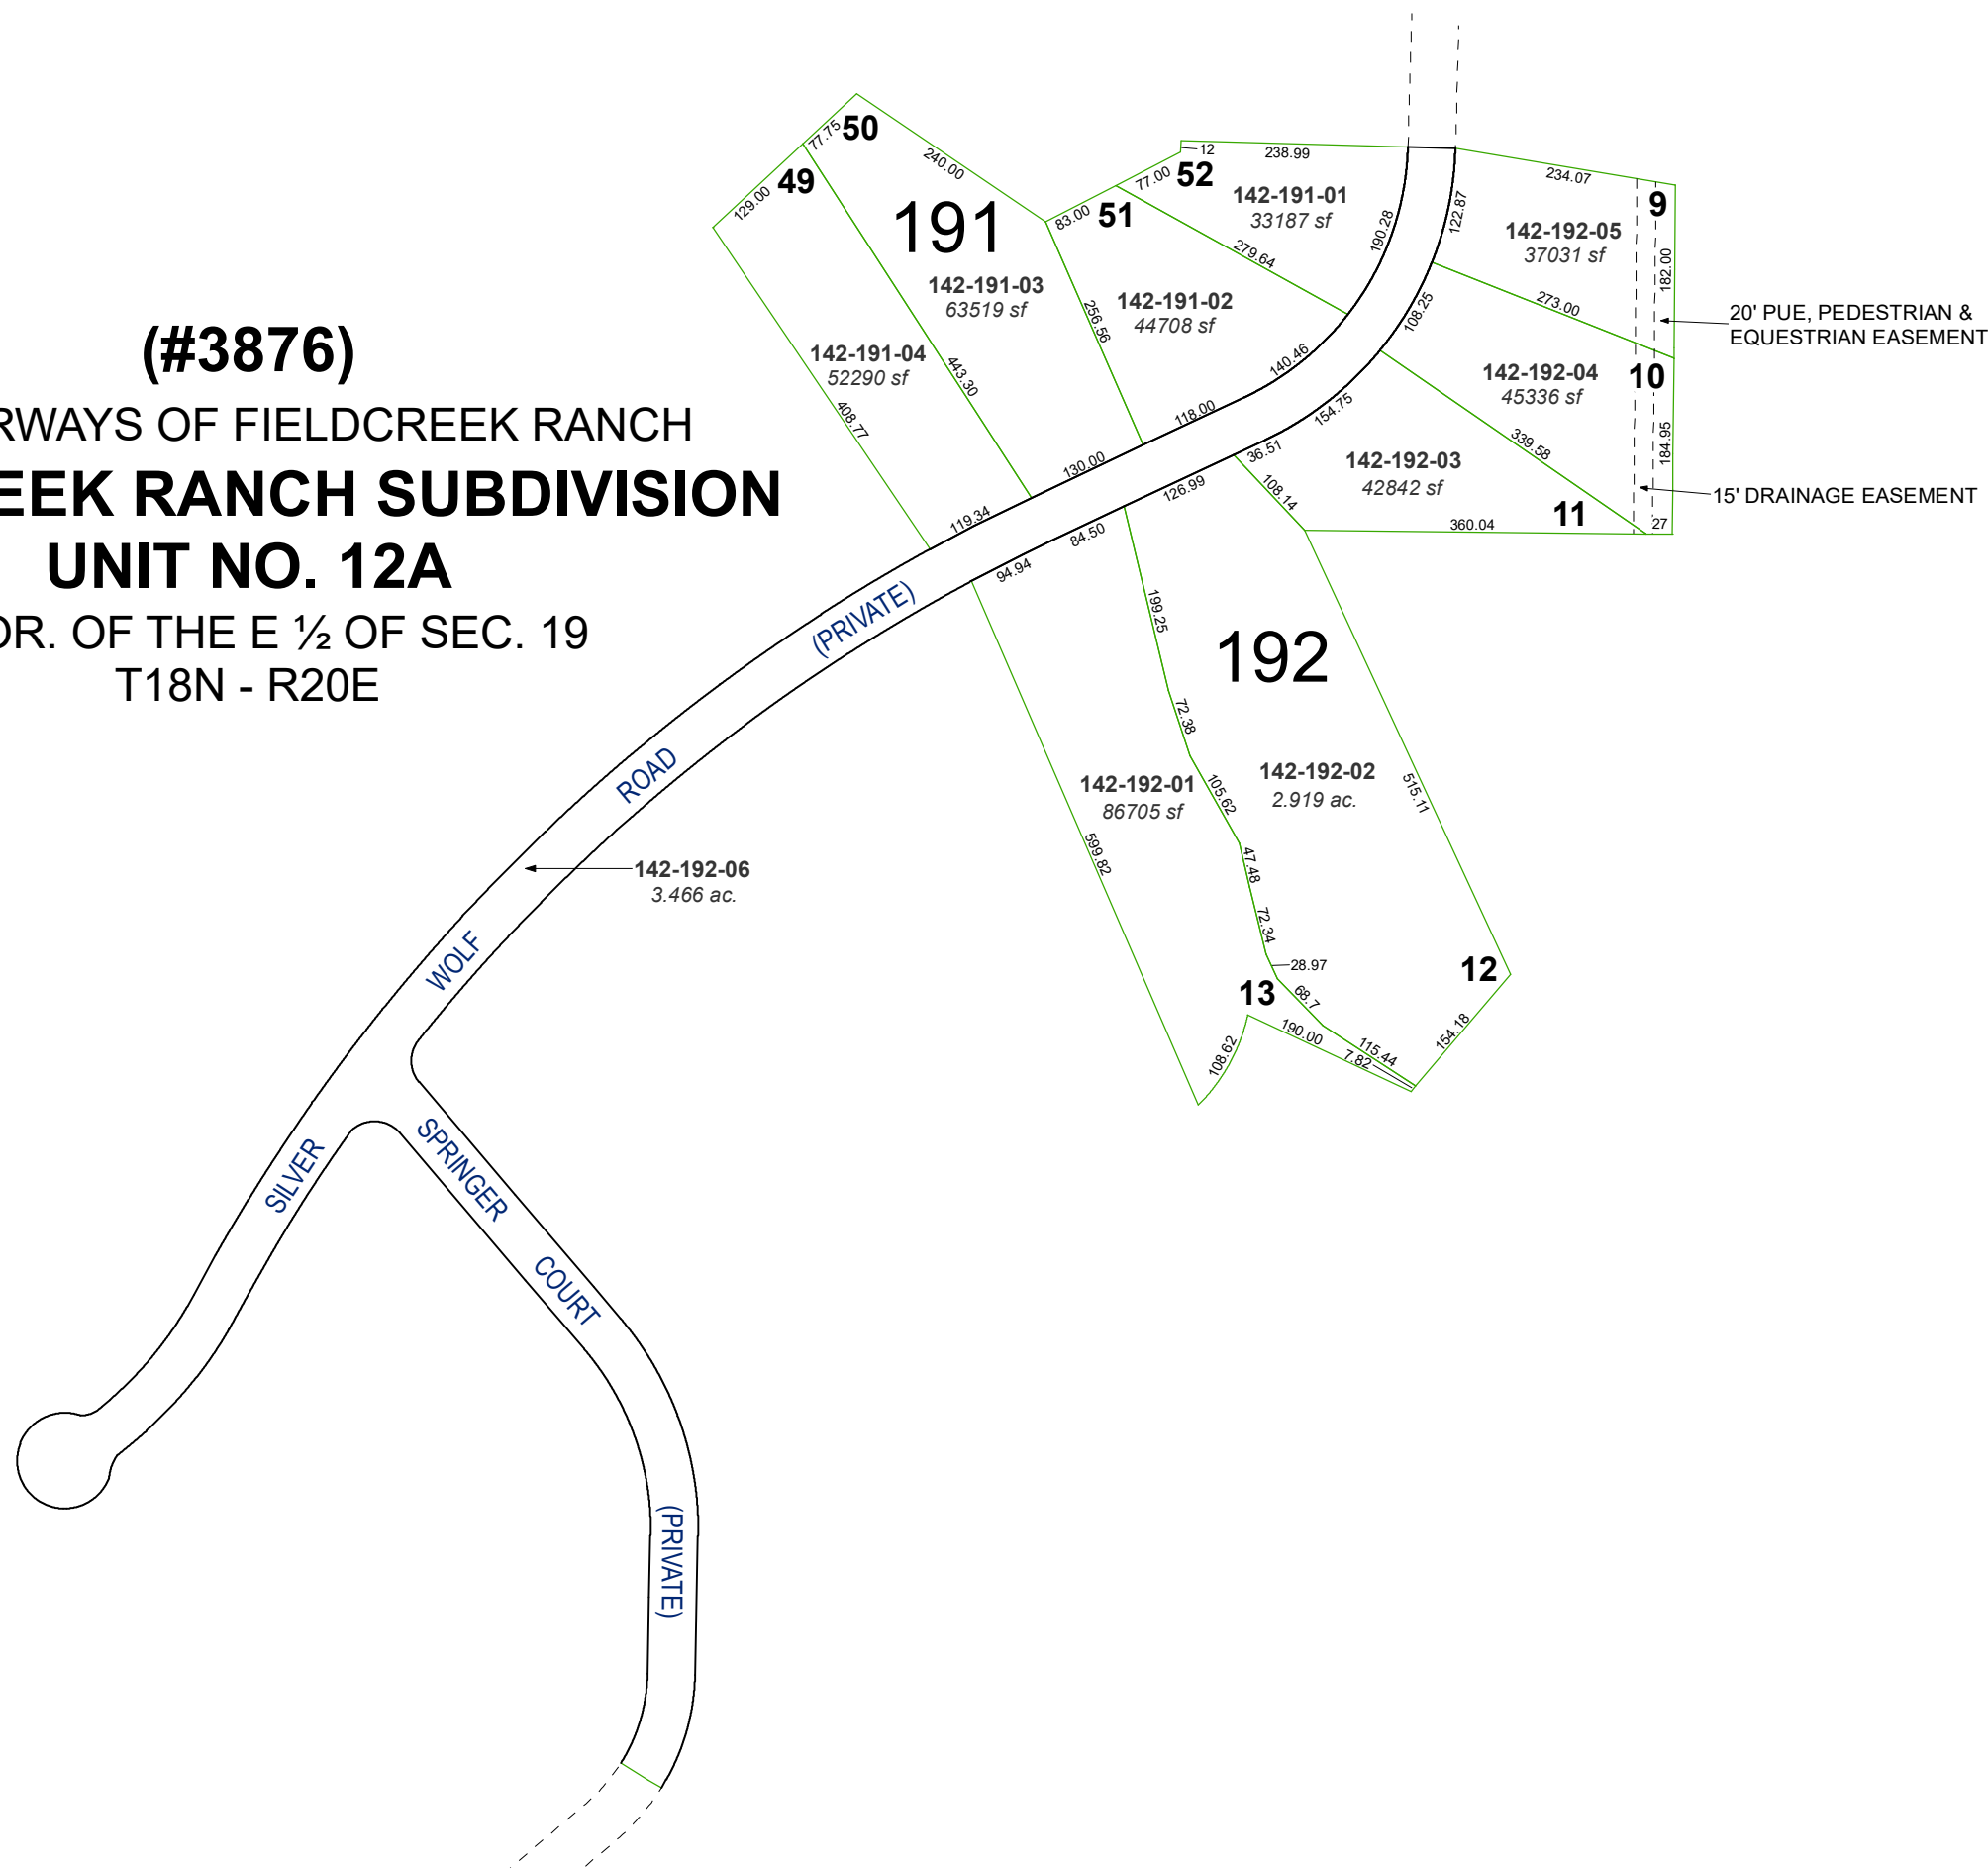 (#3876)
RWAYS OF FIELDCREEK RANCH
EEK RANCH SUBDIVISION
UNIT NO. 12A
OR. OF THE E ½ OF SEC. 19
T18N - R20E
50
77.75
49
129.00
240.00
191
142-191-03
63519 sf
142-191-04
52290 sf
443.30
408.77
83.00
51
77.00
12
52
238.99
142-191-01
33187 sf
279.64
190.28
142-191-02
44708 sf
256.56
140.46
118.00
130.00
119.34
234.07
9
122.87
142-192-05
37031 sf
182.00
273.00
108.25
20' PUE, PEDESTRIAN &
EQUESTRIAN EASEMENT
142-192-04
45336 sf
10
184.95
339.58
154.75
142-192-03
42842 sf
36.51
108.14
11
360.04
27
15' DRAINAGE EASEMENT
126.99
84.50
94.94
199.25
192
72.38
142-192-01
86705 sf
105.62
142-192-02
2.919 ac.
515.11
599.82
47.48
72.34
28.97
12
13
68.7
190.00
115.44
7.82
154.18
108.62
(PRIVATE)
ROAD
142-192-06
3.466 ac.
WOLF
SILVER
SPRINGER
COURT
(PRIVATE)